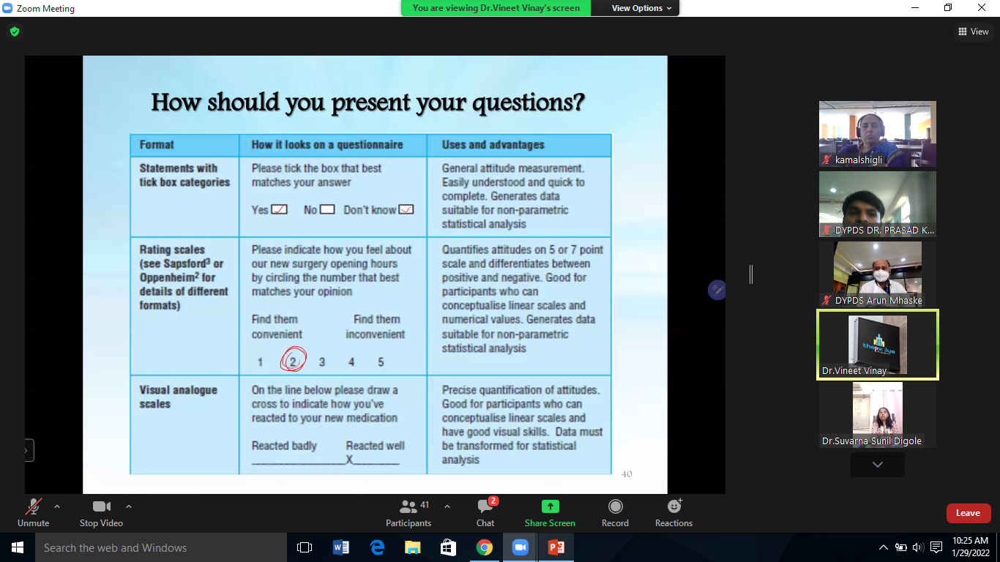 Zoom Meeting
You are viewing Dr.Vineet Vinay's screen
View Options
View
How should you present your questions?
Format
How it looks on a questionnaire
Uses and advantages
Statements with
tick box categories
Please tick the box that best
matches your answer
Yes No Don't know
General attitude measurement.
Easily understood and quick to
complete. Generates data
suitable for non-parametric
statistical analysis
Rating scales
(see Sapsford³ or
Oppenheim² for
details of different
formats)
Please indicate how you feel about
our new surgery opening hours
by circling the number that best
matches your opinion
Find them Find them
convenient inconvenient
1 2 3 4 5
Quantifies attitudes on 5 or 7 point
scale and differentiates between
positive and negative. Good for
participants who can
conceptualise linear scales and
numerical values. Generates data
suitable for non-parametric
statistical analysis
Visual analogue
scales
On the line below please draw a
cross to indicate how you've
reacted to your new medication
Reacted badly Reacted well
X
Precise quantification of attitudes.
Good for participants who can
conceptualise linear scales and
have good visual skills. Data must
be transformed for statistical
analysis
40
kamalshigli
DYPDS DR. PRASAD K...
DYPDS Arun Mhaske
Dr.Vineet Vinay
Dr.Suvarna Sunil Digole
Unmute
Stop Video
41
Participants
2
Chat
Share Screen
Record
Reactions
Leave
Search the web and Windows
10:25 AM
1/29/2022